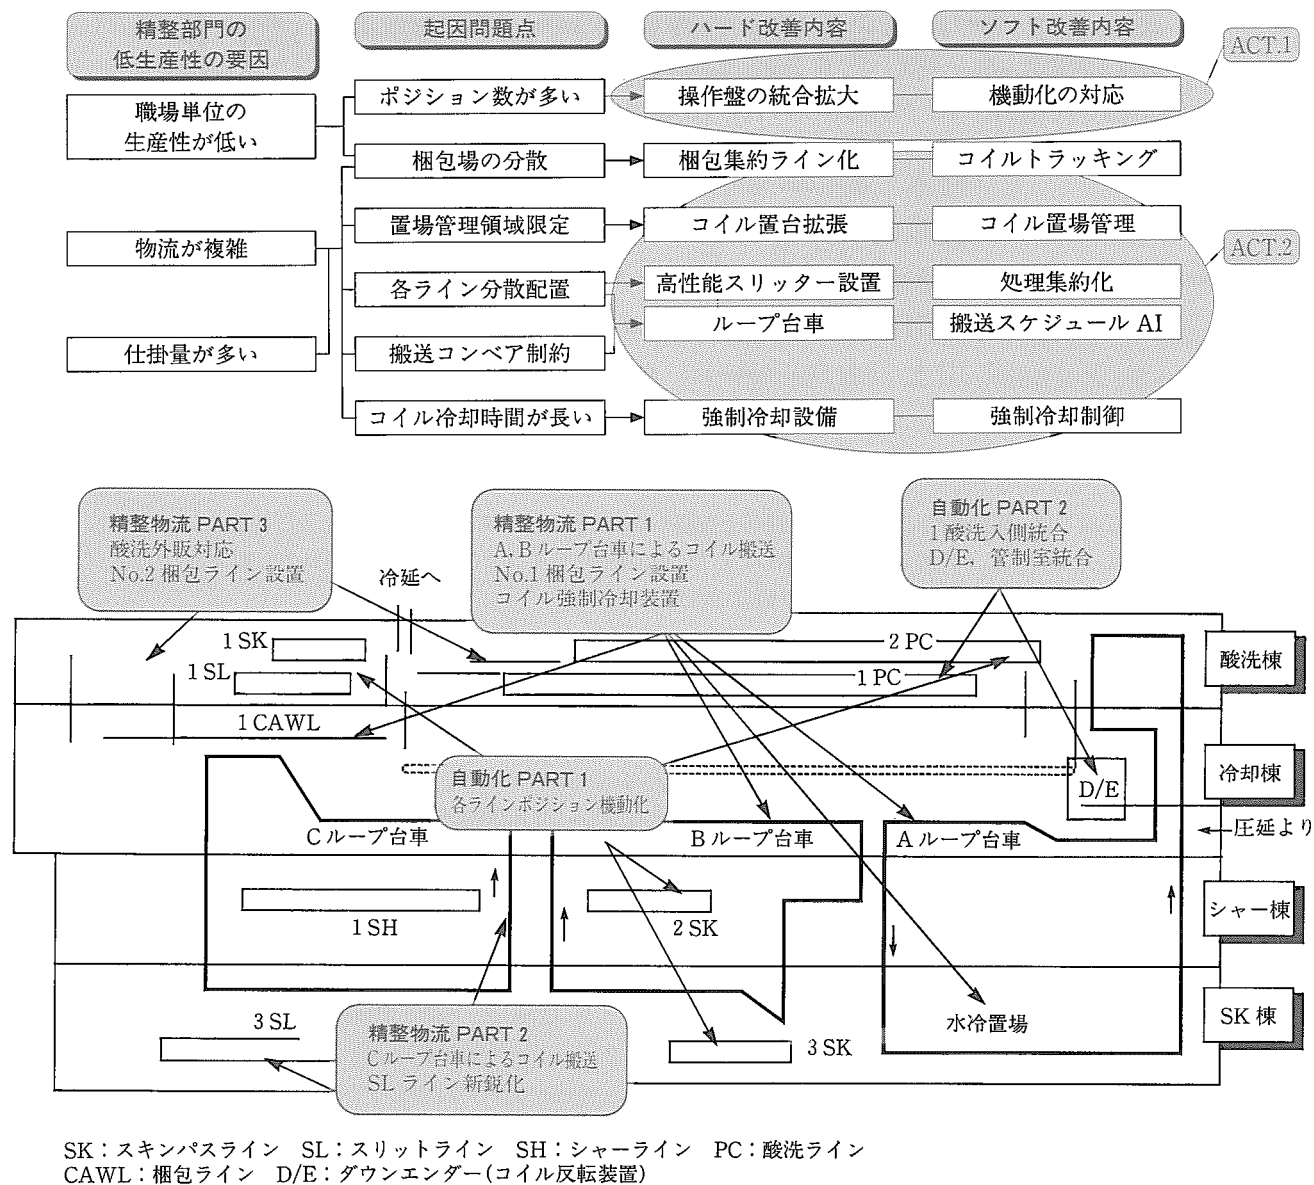 精整部門の
低生産性の要因
起因問題点
ハード改善内容
ソフト改善内容
ACT.1
職場単位の
生産性が低い
ポジション数が多い
操作盤の統合拡大
機動化の対応
梱包場の分散
梱包集約ライン化
コイルトラッキング
物流が複雑
置場管理領域限定
コイル置台拡張
コイル置場管理
ACT.2
各ライン分散配置
高性能スリッター設置
処理集約化
ループ台車
搬送スケジュール AI
仕掛量が多い
搬送コンベア制約
コイル冷却時間が長い
強制冷却設備
強制冷却制御
精整物流 PART 3
酸洗外販対応
No.2 梱包ライン設置
冷延へ
精整物流 PART 1
A, B ループ台車によるコイル搬送
No.1 梱包ライン設置
コイル強制冷却装置
自動化 PART 2
1 酸洗入側統合
D/E, 管制室統合
1 SK
2 PC
酸洗棟
1 SL
1 PC
1 CAWL
自動化 PART 1
各ラインポジション機動化
D/E
冷却棟
C ループ台車
B ループ台車
A ループ台車
圧延より
1 SH
2 SK
シャー棟
3 SL
精整物流 PART 2
C ループ台車によるコイル搬送
SL ライン新鋭化
3 SK
水冷置場
SK 棟
SK：スキンパスライン SL：スリットライン SH：シャーライン PC：酸洗ライン
CAWL：梱包ライン D/E：ダウンエンダー(コイル反転装置)